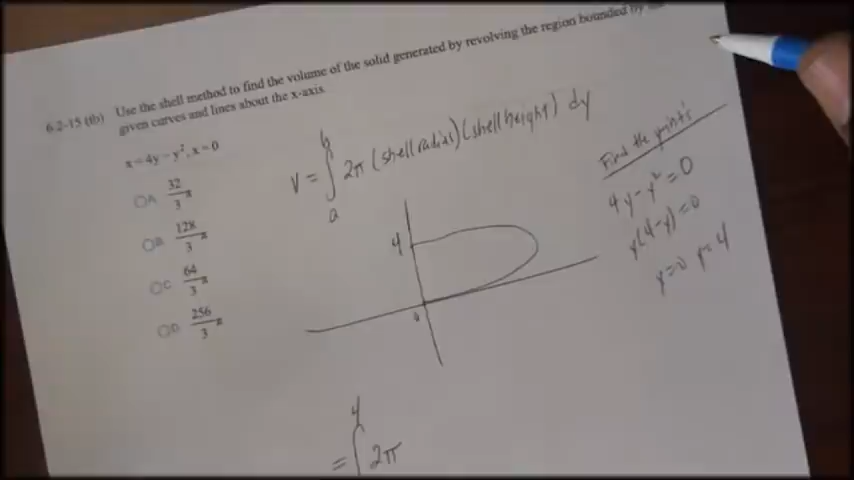 6.2-15 (tb) Use the shell method to find the volume of the solid generated by revolving the region bounded by the
given curves and lines about the x-axis.
x = 4y - y², x = 0
A. 32/3 π
B. 128/3 π
C. 64/3 π
D. 256/3 π
V = ∫ₐᵇ 2π (shell radius)(shell height) dy
4
Find the points
4y - y² = 0
y(4-y) = 0
y=0 y=4
4
= ∫ 2π